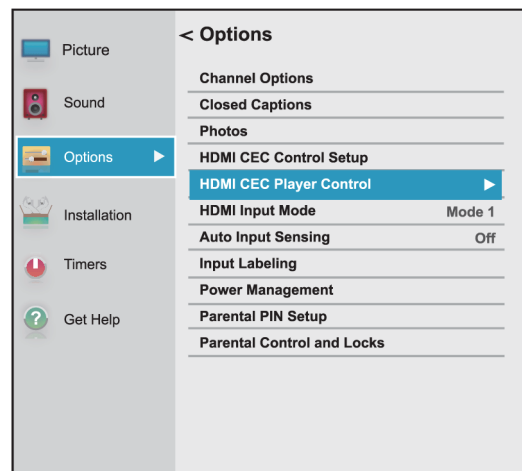 Picture
Sound
Options
Installation
Timers
Get Help
< Options
Channel Options
Closed Captions
Photos
HDMI CEC Control Setup
HDMI CEC Player Control
HDMI Input Mode Mode 1
Auto Input Sensing Off
Input Labeling
Power Management
Parental PIN Setup
Parental Control and Locks